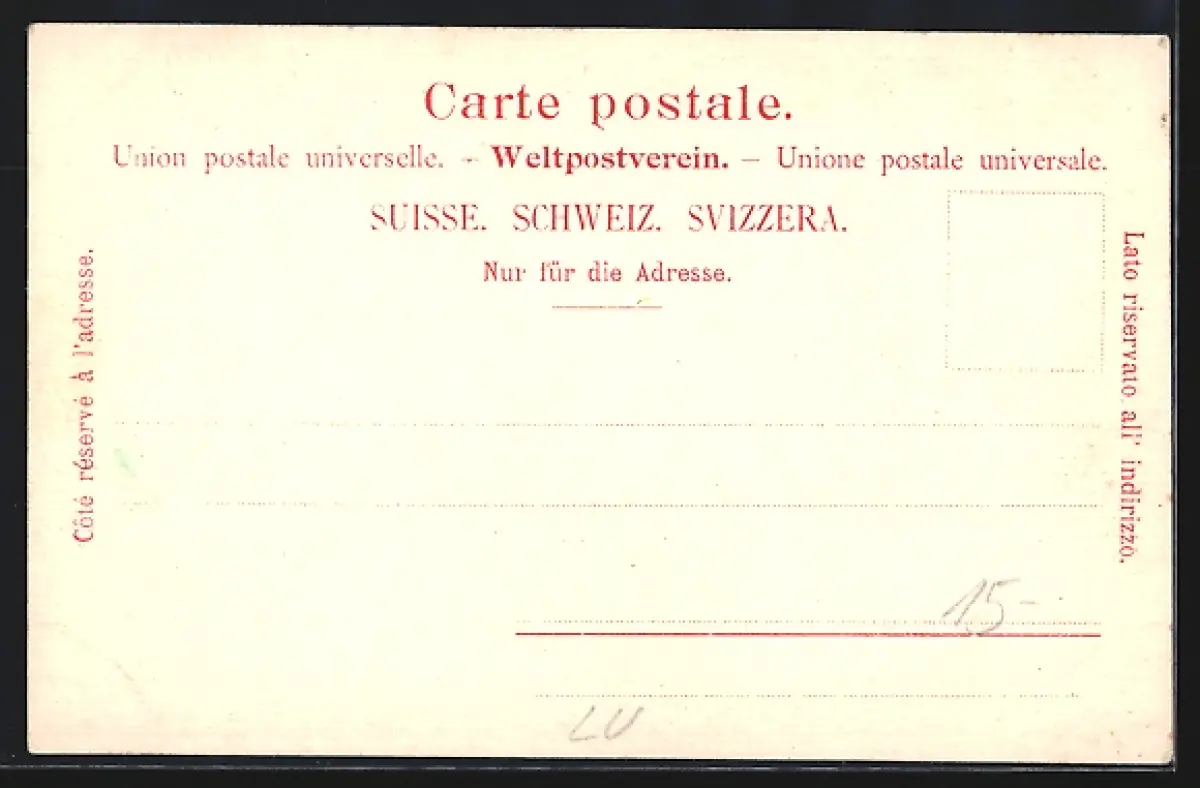 Carte postale.
Union postale universelle. - Weltpostverein. — Unione postale universale.
SUISSE. SCHWEIZ. SVIZZERA.
Nur für die Adresse.
Côté réservé à l'adresse.
Lato riservato all' indirizzo.
15-
LU